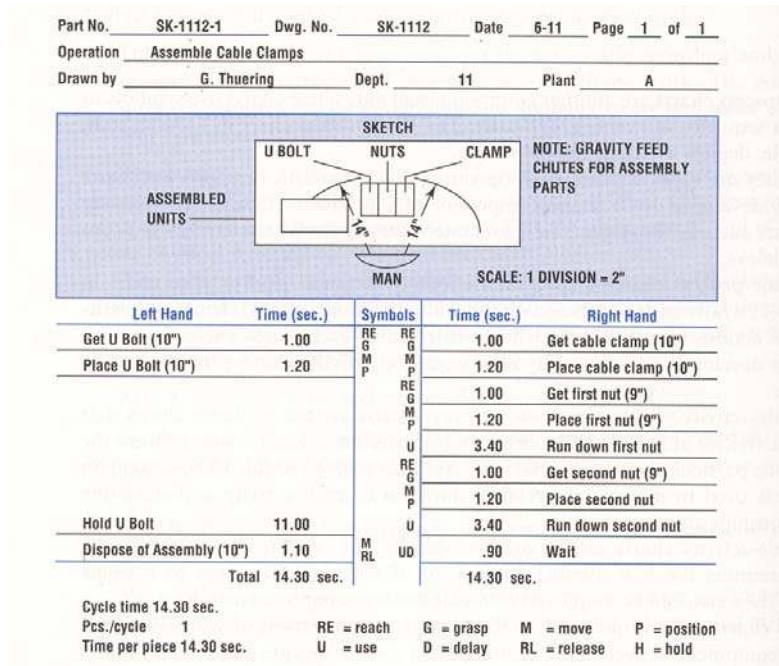 Part No. SK-1112-1 Dwg. No. SK-1112 Date 6-11 Page 1 of 1
Operation Assemble Cable Clamps
Drawn by G. Thuering Dept. 11 Plant A
SKETCH
U BOLT NUTS CLAMP
NOTE: GRAVITY FEED
CHUTES FOR ASSEMBLY
PARTS
ASSEMBLED
UNITS
14" 14"
MAN
SCALE: 1 DIVISION = 2"
Left Hand Time (sec.) Symbols Time (sec.) Right Hand
Get U Bolt (10") 1.00 RE G RE G 1.00 Get cable clamp (10")
Place U Bolt (10") 1.20 M P M P 1.20 Place cable clamp (10")
RE G 1.00 Get first nut (9")
M P 1.20 Place first nut (9")
U 3.40 Run down first nut
RE G 1.00 Get second nut (9")
M P 1.20 Place second nut
Hold U Bolt 11.00 U 3.40 Run down second nut
Dispose of Assembly (10") 1.10 M RL UD .90 Wait
Total 14.30 sec. 14.30 sec.
Cycle time 14.30 sec.
Pcs./cycle 1 RE = reach G = grasp M = move P = position
Time per piece 14.30 sec. U = use D = delay RL = release H = hold